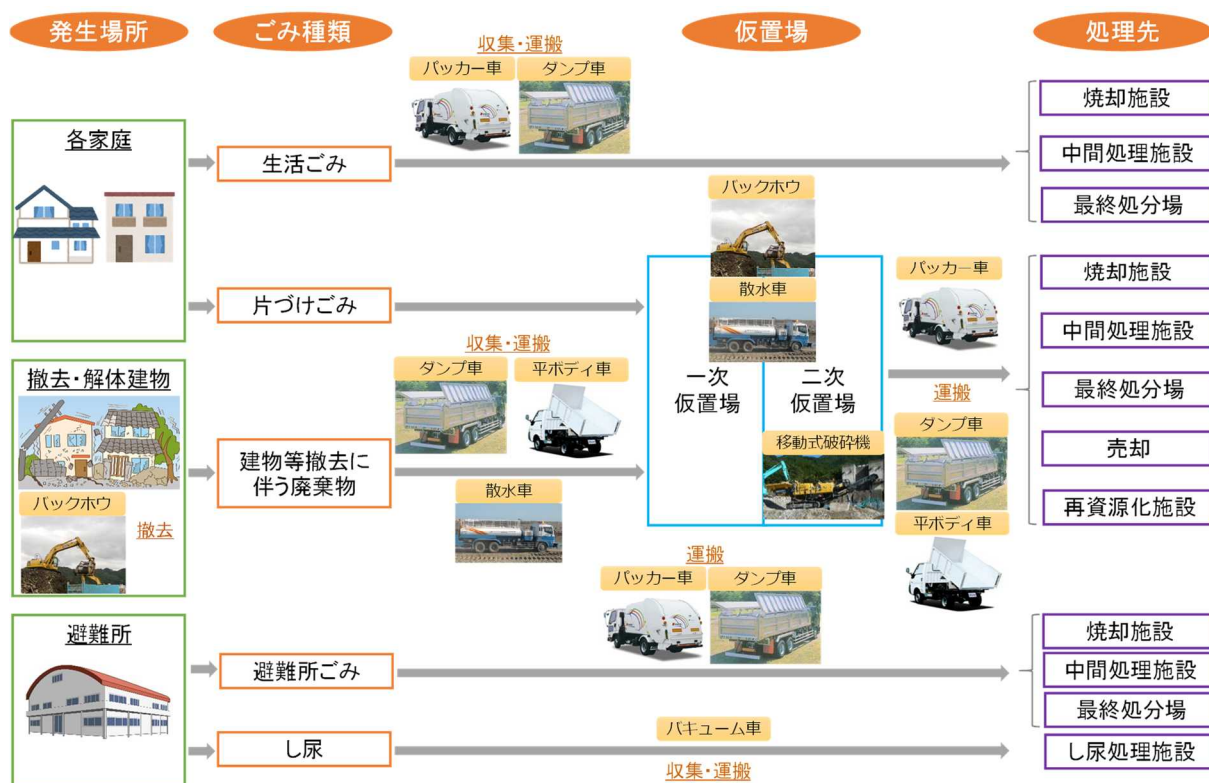 発生場所
ごみ種類
仮置場
処理先
収集・運搬
パッカー車
ダンプ車
各家庭
生活ごみ
焼却施設
中間処理施設
最終処分場
片づけごみ
バックホウ
散水車
一次
仮置場
二次
仮置場
移動式破砕機
パッカー車
運搬
ダンプ車
平ボディ車
焼却施設
中間処理施設
最終処分場
売却
再資源化施設
撤去・解体建物
バックホウ
撤去
建物等撤去に
伴う廃棄物
収集・運搬
ダンプ車
平ボディ車
散水車
避難所
避難所ごみ
運搬
パッカー車
ダンプ車
焼却施設
中間処理施設
最終処分場
し尿
バキューム車
収集・運搬
し尿処理施設